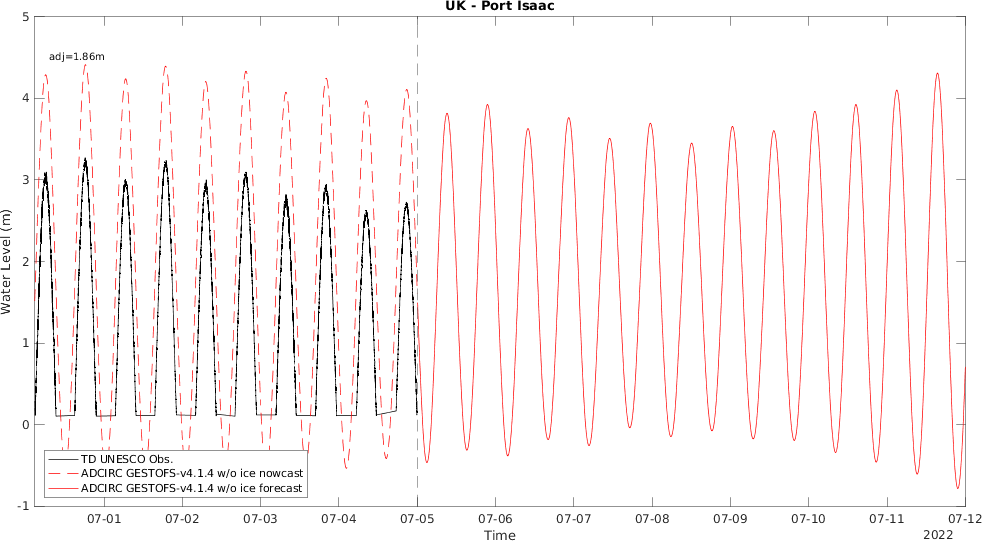 UK - Port Isaac
adj=1.86m
Water Level (m)
5
4
3
2
1
0
-1
TD UNESCO Obs.
ADCIRC GESTOFS-v4.1.4 w/o ice nowcast
ADCIRC GESTOFS-v4.1.4 w/o ice forecast
07-01 07-02 07-03 07-04 07-05 07-06 07-07 07-08 07-09 07-10 07-11 07-12
Time
2022